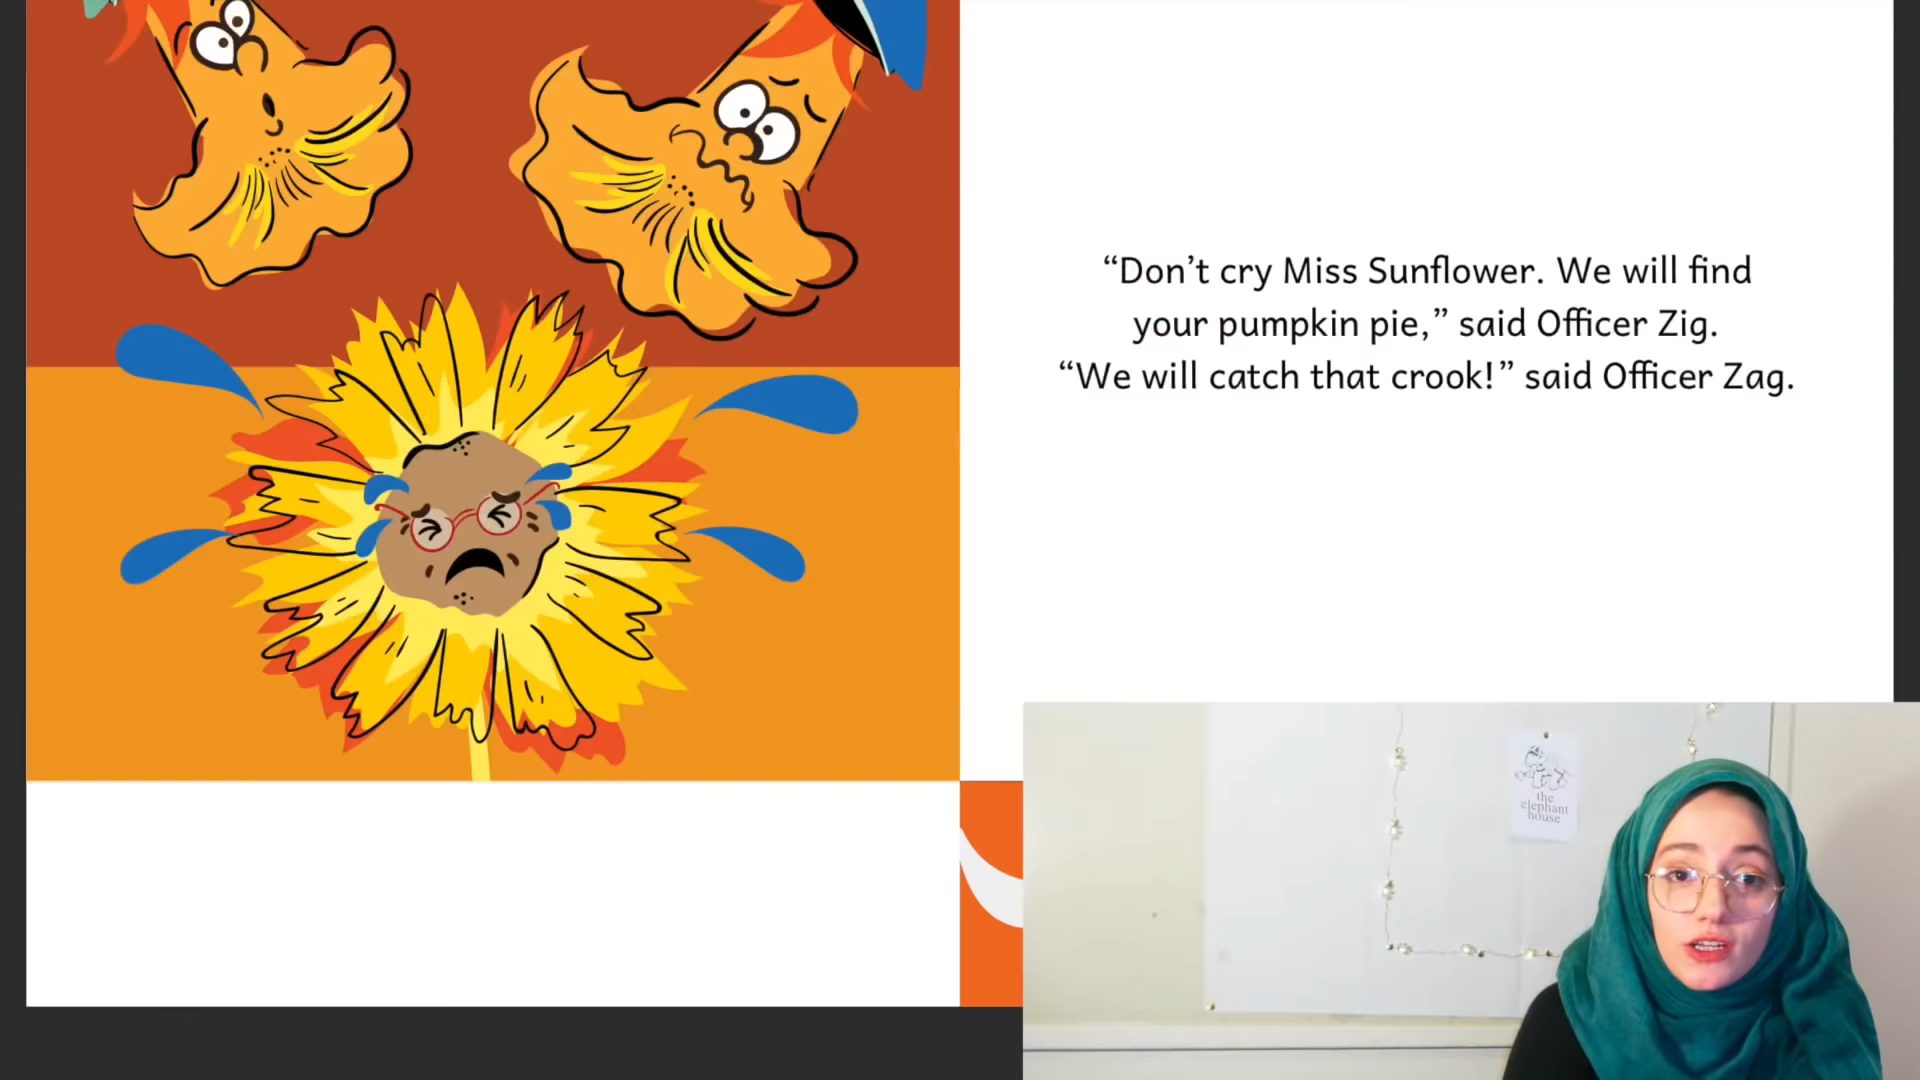 “Don’t cry Miss Sunflower. We will find
your pumpkin pie,” said Officer Zig.
“We will catch that crook!” said Officer Zag.
the
elephant
house